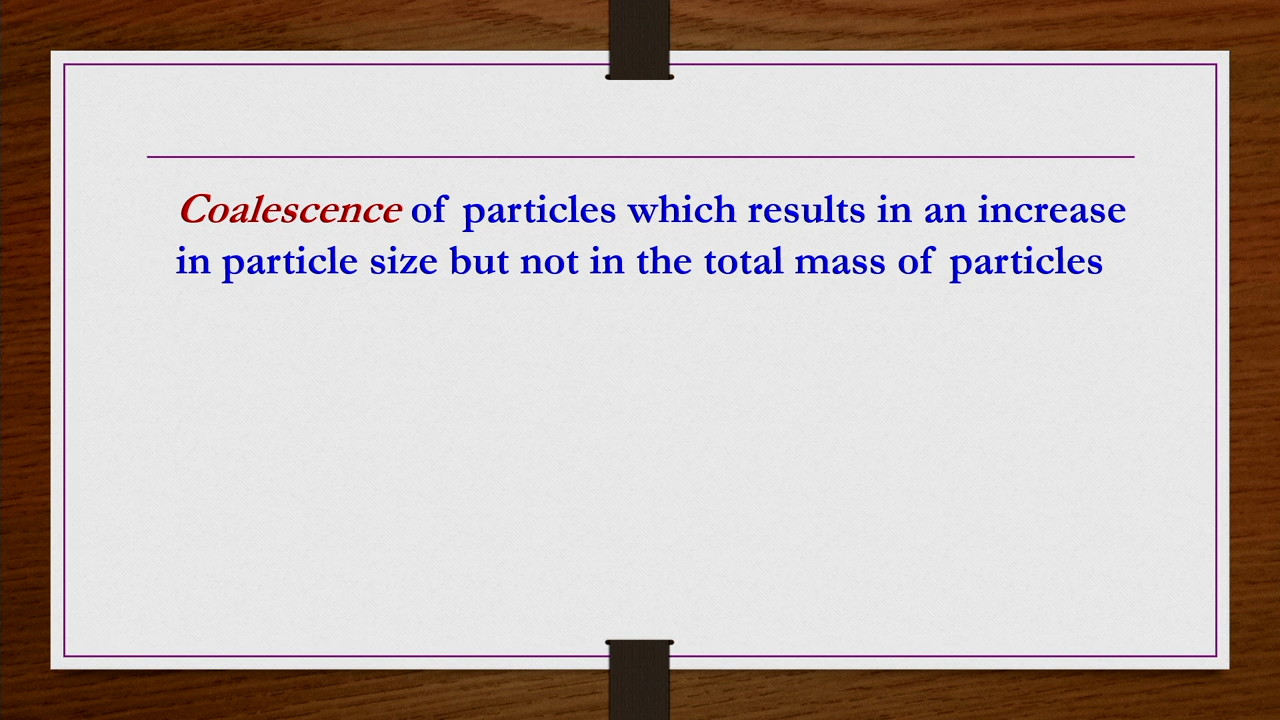 Coalescence of particles which results in an increase
in particle size but not in the total mass of particles